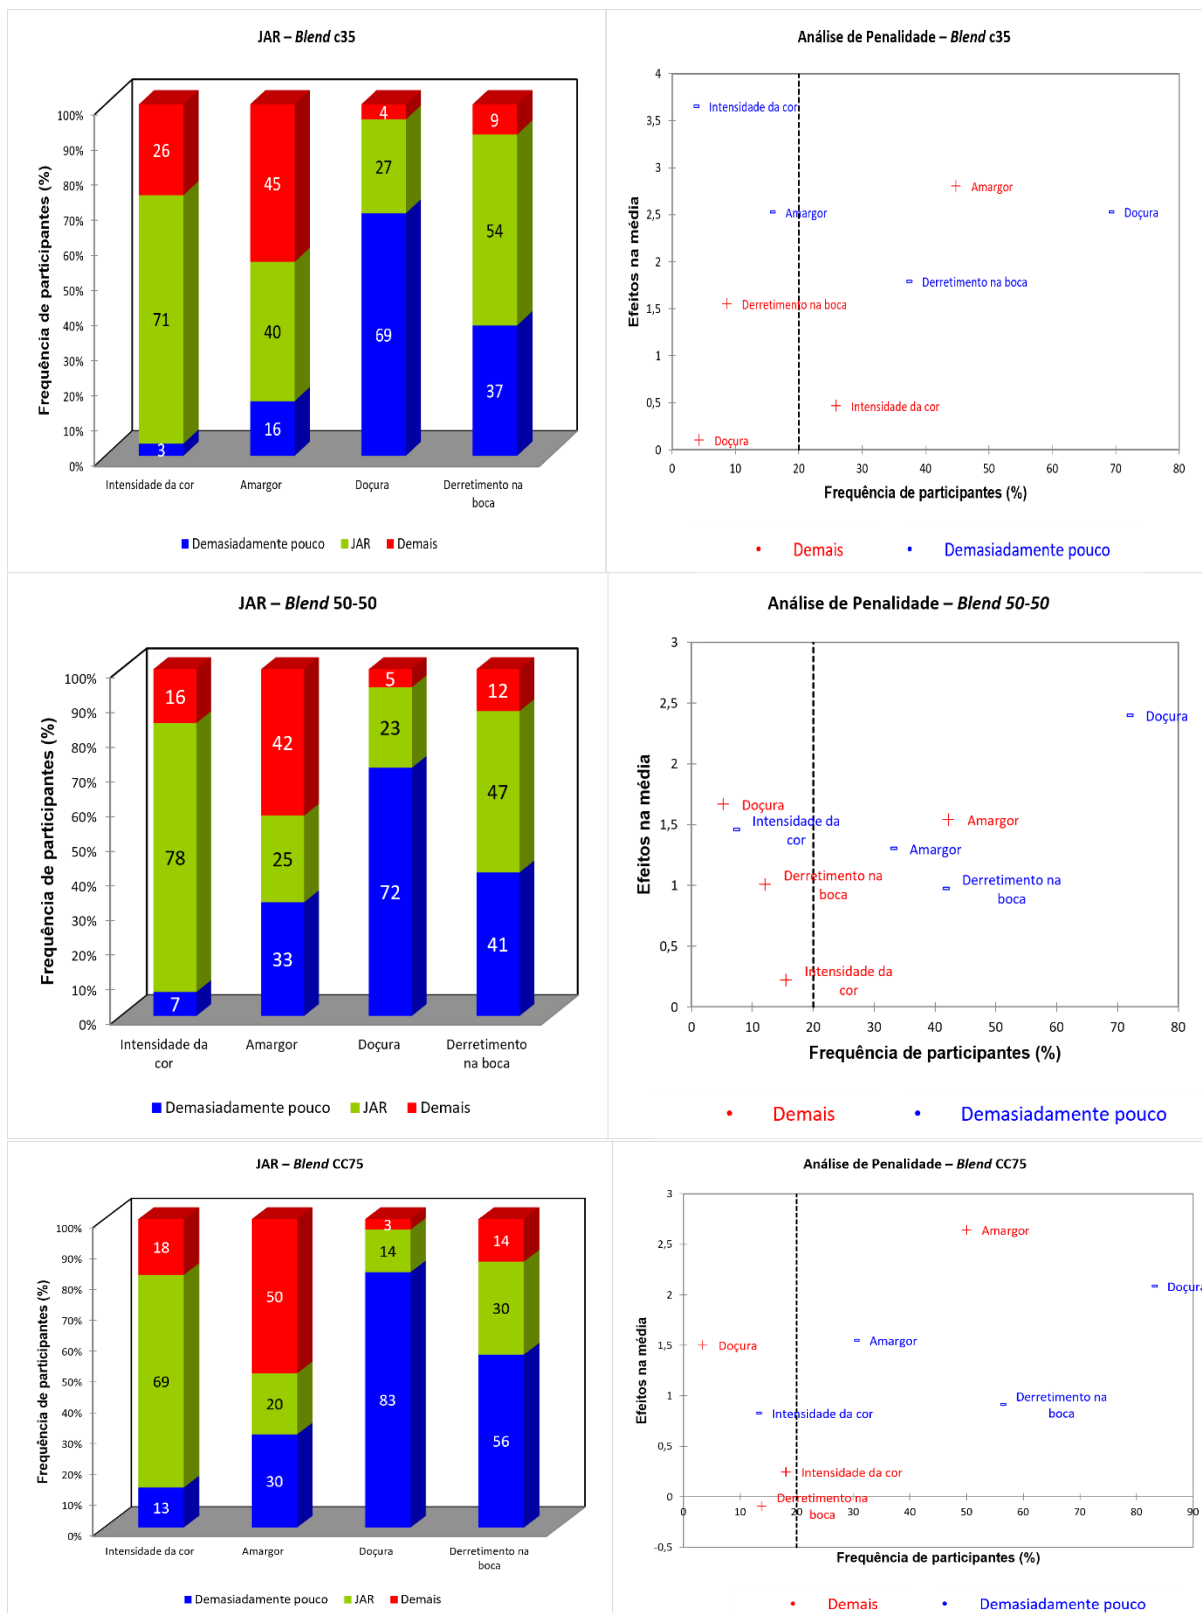 JAR – Blend c35
Frequência de participantes (%)
100%
90%
80%
70%
60%
50%
40%
30%
20%
10%
0%
26
71
3
45
40
16
4
27
69
9
54
37
Intensidade da cor
Amargor
Doçura
Derretimento na
boca
Demasiadamente pouco
JAR
Demais
Análise de Penalidade – Blend c35
Efeitos na média
4
3,5
3
2,5
2
1,5
1
0,5
0
Intensidade da cor
Amargor
Amargor
Doçura
Derretimento na boca
Derretimento na boca
Intensidade da cor
Doçura
0
10
20
30
40
50
60
70
80
Frequência de participantes (%)
Demais
Demasiadamente pouco
JAR – Blend 50-50
Frequência de participantes (%)
100%
90%
80%
70%
60%
50%
40%
30%
20%
10%
0%
16
78
7
42
25
33
5
23
72
12
47
41
Intensidade da
cor
Amargor
Doçura
Derretimento
na boca
Demasiadamente pouco
JAR
Demais
Análise de Penalidade – Blend 50-50
Efeitos na média
3
2,5
2
1,5
1
0,5
0
Doçura
Doçura
Intensidade da
cor
Amargor
Amargor
Derretimento na
boca
Derretimento na
boca
Intensidade da
cor
0
10
20
30
40
50
60
70
80
Frequência de participantes (%)
Demais
Demasiadamente pouco
JAR – Blend CC75
Frequência de participantes (%)
100%
90%
80%
70%
60%
50%
40%
30%
20%
10%
0%
18
69
13
50
20
30
3
14
83
14
30
56
Intensidade da cor
Amargor
Doçura
Derretimento na
boca
Demasiadamente pouco
JAR
Demais
Análise de Penalidade – Blend CC75
Efeitos na média
3
2,5
2
1,5
1
0,5
0
-0,5
Amargor
Doçura
Doçura
Amargor
Derretimento na
boca
Intensidade da cor
Intensidade da cor
Derretimento na
boca
0
10
20
30
40
50
60
70
80
90
Frequência de participantes (%)
Demais
Demasiadamente pouco